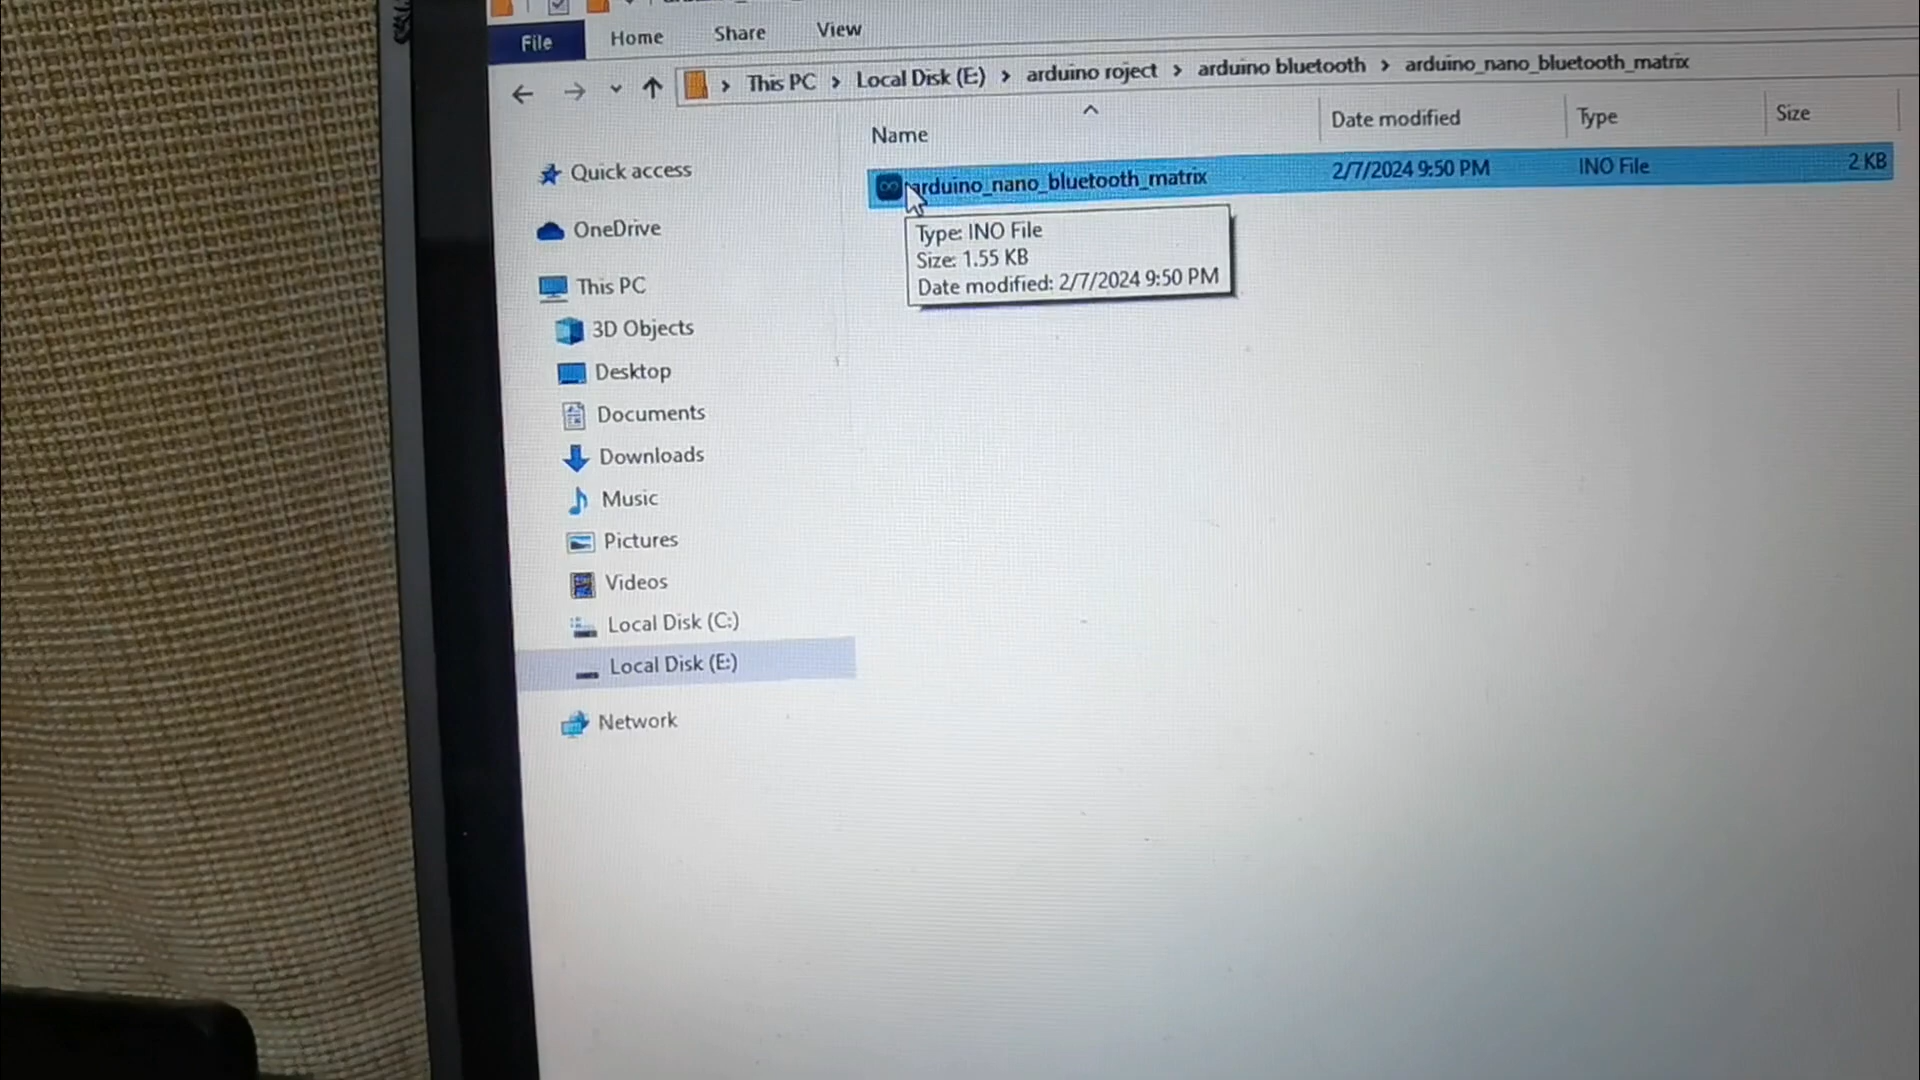 File Home Share View
This PC > Local Disk (E:) > arduino roject > arduino bluetooth > arduino_nano_bluetooth_matrix
Name Date modified Type Size
arduino_nano_bluetooth_matrix 2/7/2024 9:50 PM INO File 2 KB
Type: INO File
Size: 1.55 KB
Date modified: 2/7/2024 9:50 PM
Quick access
OneDrive
This PC
3D Objects
Desktop
Documents
Downloads
Music
Pictures
Videos
Local Disk (C:)
Local Disk (E:)
Network